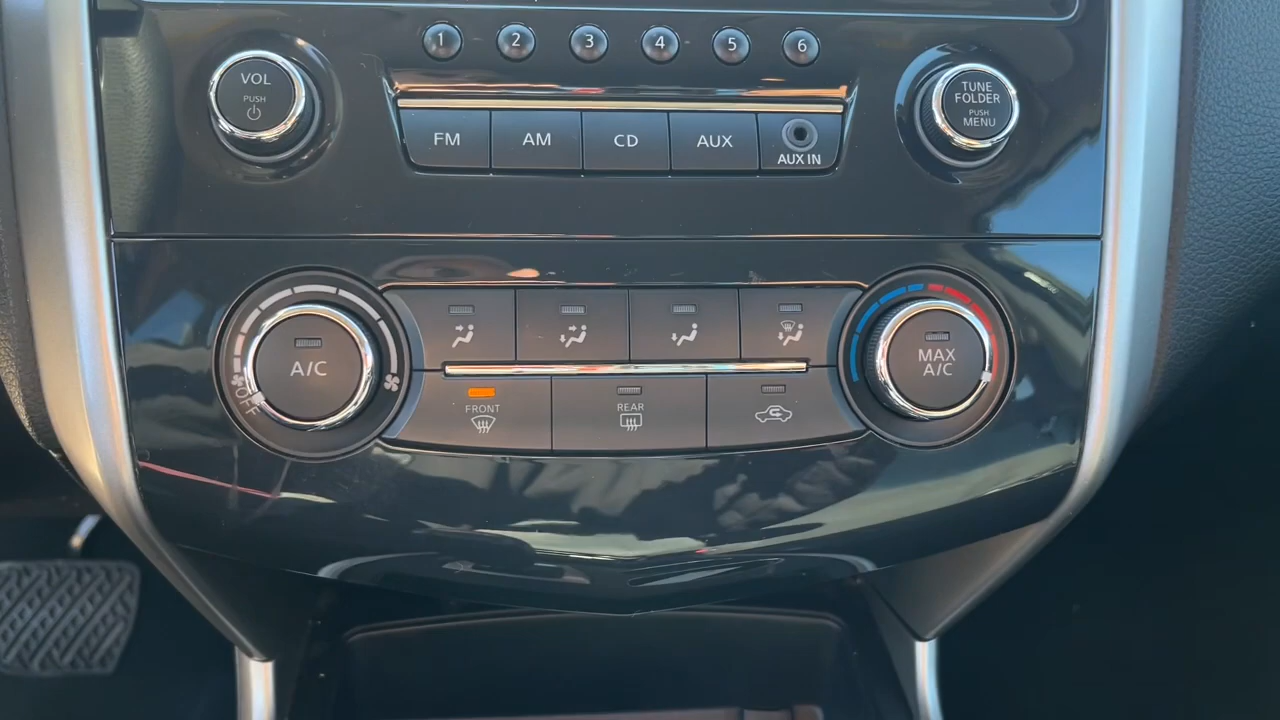 1 2 3 4 5 6
VOL
PUSH
FM AM CD AUX
AUX IN
TUNE
FOLDER
PUSH
MENU
A/C
OFF
MAX
A/C
FRONT
REAR